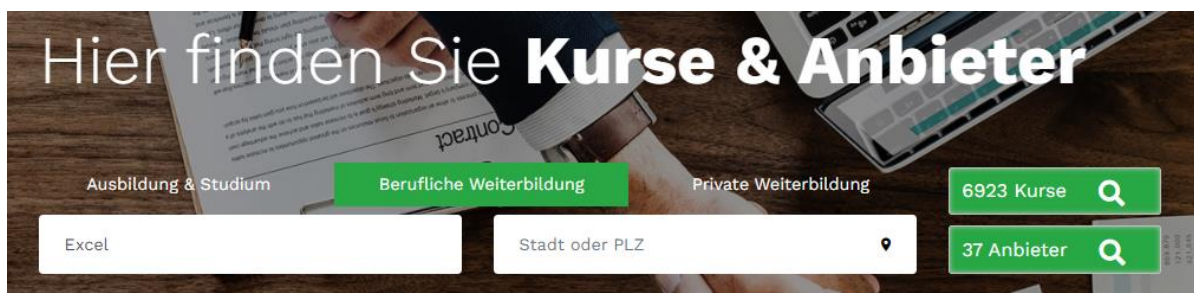 Hier finden Sie Kurse & Anbieter
Contract
Ausbildung & Studium
Berufliche Weiterbildung
Private Weiterbildung
6923 Kurse
Excel
Stadt oder PLZ
37 Anbieter